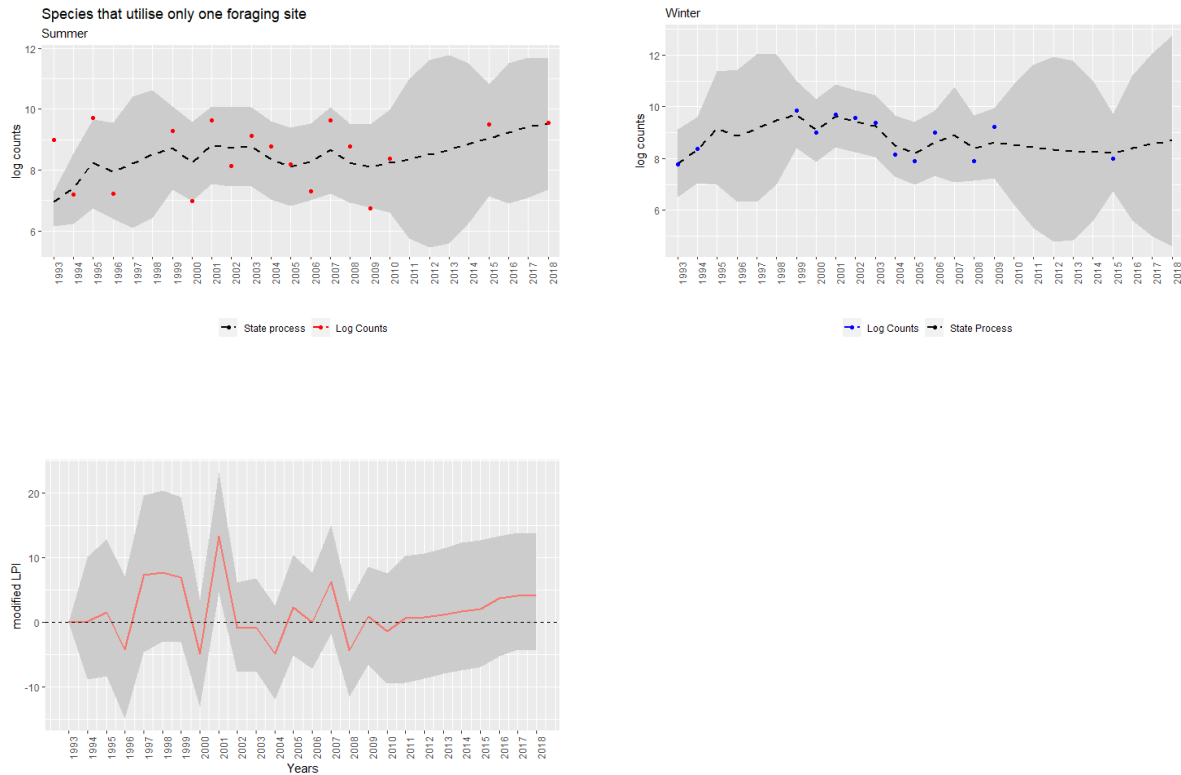 Species that utilise only one foraging site
Summer
log counts
12
10
8
6
1993 1994 1995 1996 1997 1998 1999 2000 2001 2002 2003 2004 2005 2006 2007 2008 2009 2010 2011 2012 2013 2014 2015 2016 2017 2018
State process Log Counts
Winter
log counts
12
10
8
6
1993 1994 1995 1996 1997 1998 1999 2000 2001 2002 2003 2004 2005 2006 2007 2008 2009 2010 2011 2012 2013 2014 2015 2016 2017 2018
Log Counts State Process
modified LPI
20
10
0
-10
1993 1994 1995 1996 1997 1998 1999 2000 2001 2002 2003 2004 2005 2006 2007 2008 2009 2010 2011 2012 2013 2014 2015 2016 2017 2018
Years